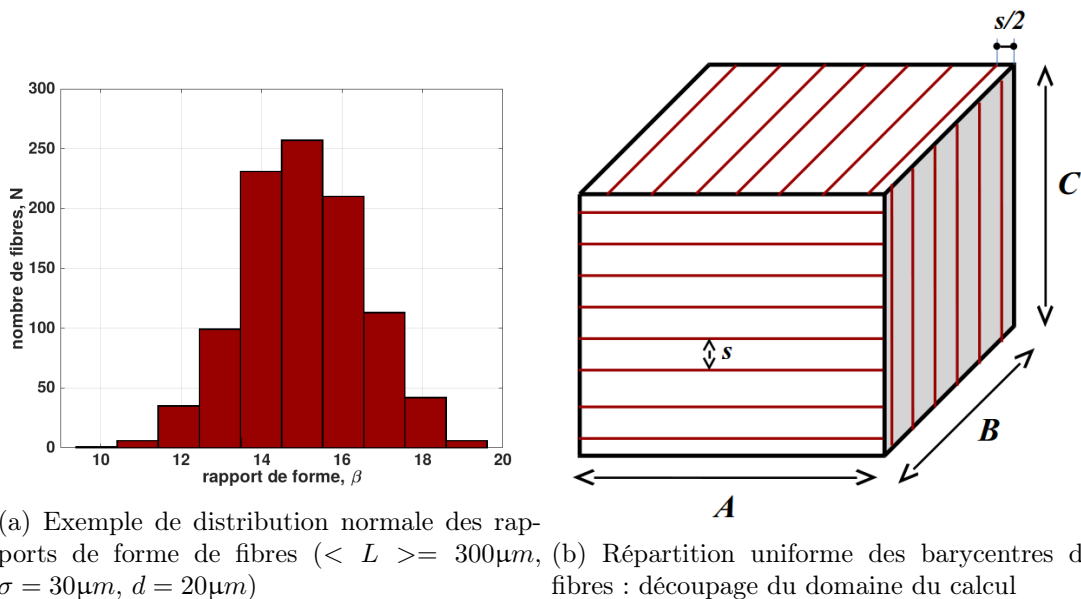 300
250
200
150
100
50
0
nombre de fibres, N
10 12 14 16 18 20
rapport de forme, β
s/2
C
s
B
A
(a) Exemple de distribution normale des rap-
ports de forme de fibres (< L >= 300µm,
σ = 30µm, d = 20µm)
(b) Répartition uniforme des barycentres d
fibres : découpage du domaine du calcul